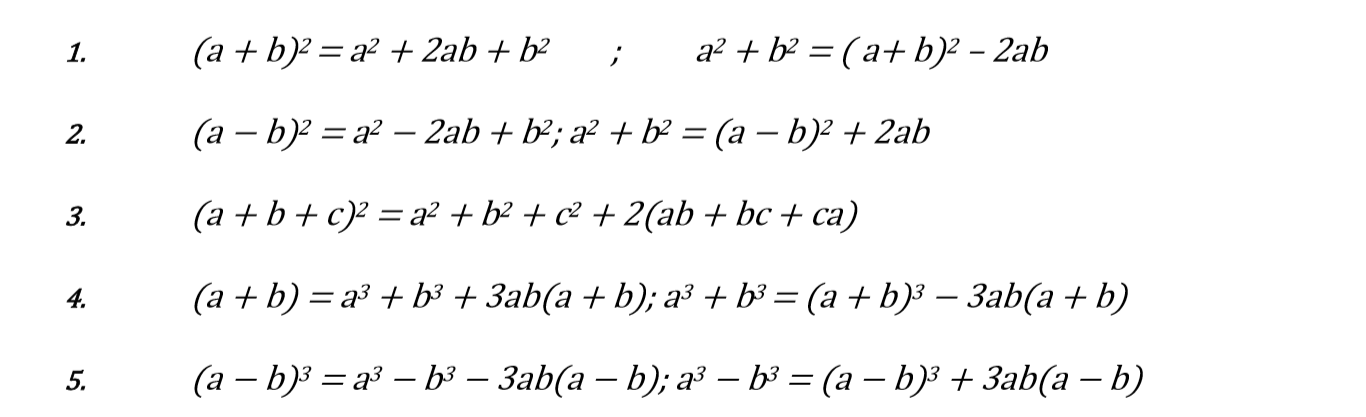 1. (a + b)² = a² + 2ab + b² ; a² + b² = ( a+ b)² – 2ab
2. (a − b)² = a² − 2ab + b²; a² + b² = (a − b)² + 2ab
3. (a + b + c)² = a² + b² + c² + 2(ab + bc + ca)
4. (a + b) = a³ + b³ + 3ab(a + b); a³ + b³ = (a + b)³ − 3ab(a + b)
5. (a − b)³ = a³ − b³ − 3ab(a − b); a³ − b³ = (a − b)³ + 3ab(a − b)